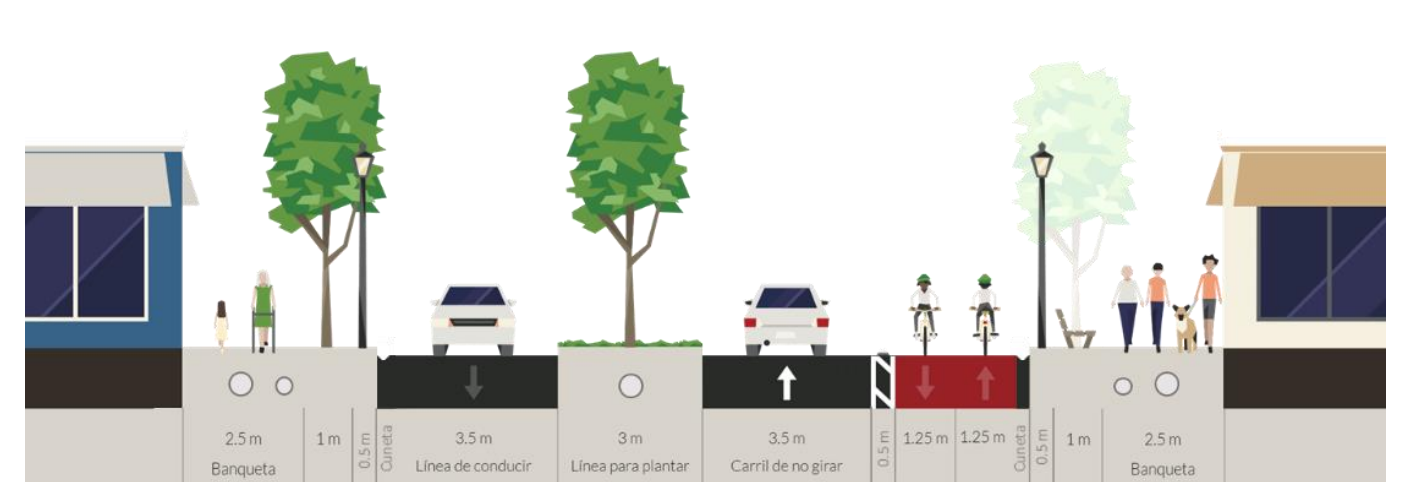 2.5 m
Banqueta
1 m
0.5 m
Cuneta
3.5 m
Línea de conducir
3 m
Línea para plantar
3.5 m
Carril de no girar
0.5 m
1.25 m
1.25 m
Cuneta
0.5 m
1 m
2.5 m
Banqueta